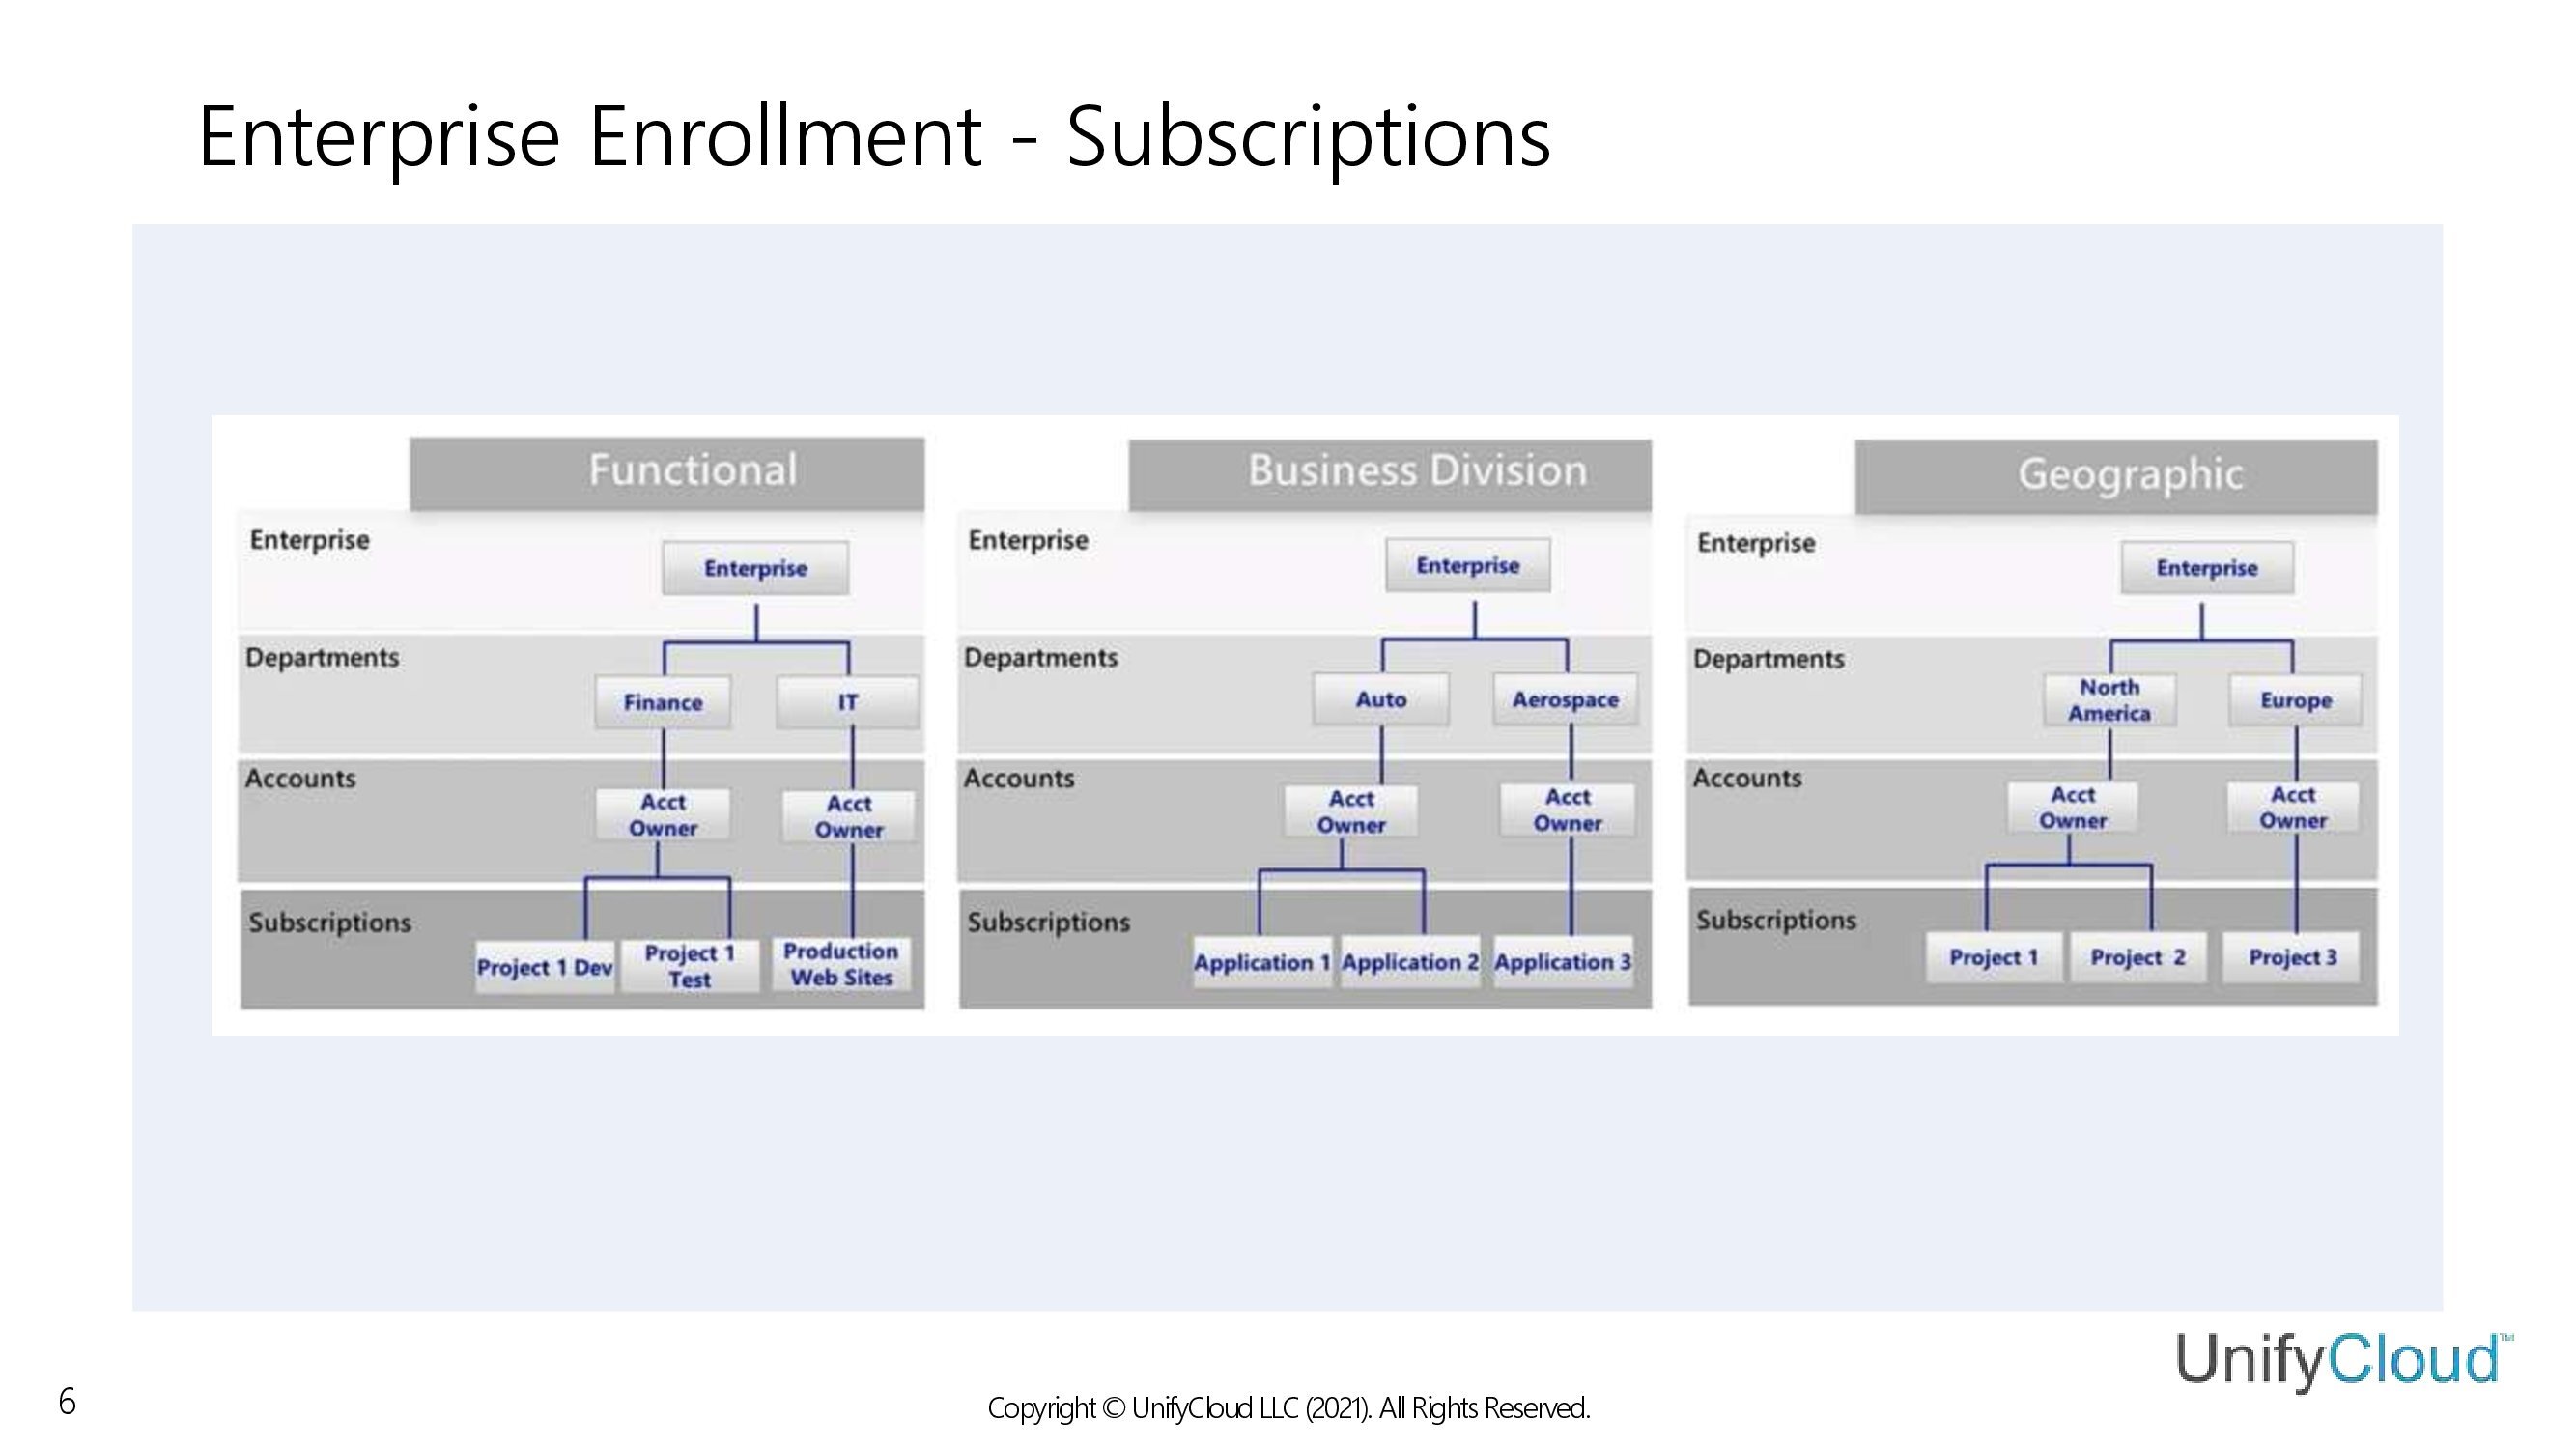 Enterprise Enrollment - Subscriptions
Functional
Enterprise
Enterprise
Departments
Finance
IT
Accounts
Acct
Owner
Acct
Owner
Subscriptions
Project 1 Dev
Project 1
Test
Production
Web Sites
Business Division
Enterprise
Enterprise
Departments
Auto
Aerospace
Accounts
Acct
Owner
Acct
Owner
Subscriptions
Application 1
Application 2
Application 3
Geographic
Enterprise
Enterprise
Departments
North
America
Europe
Accounts
Acct
Owner
Acct
Owner
Subscriptions
Project 1
Project 2
Project 3
6
Copyright © UnifyCloud LLC (2021). All Rights Reserved.
UnifyCloud™